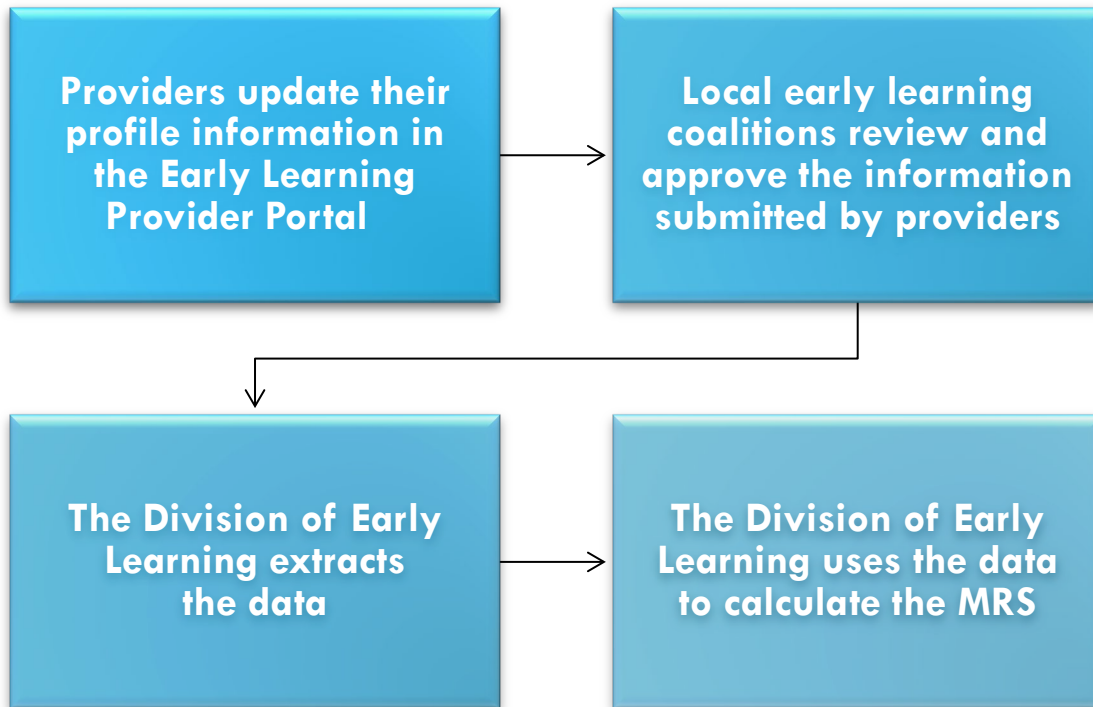 Providers update their
profile information in
the Early Learning
Provider Portal
Local early learning
coalitions review and
approve the information
submitted by providers
The Division of Early
Learning extracts
the data
The Division of Early
Learning uses the data
to calculate the MRS